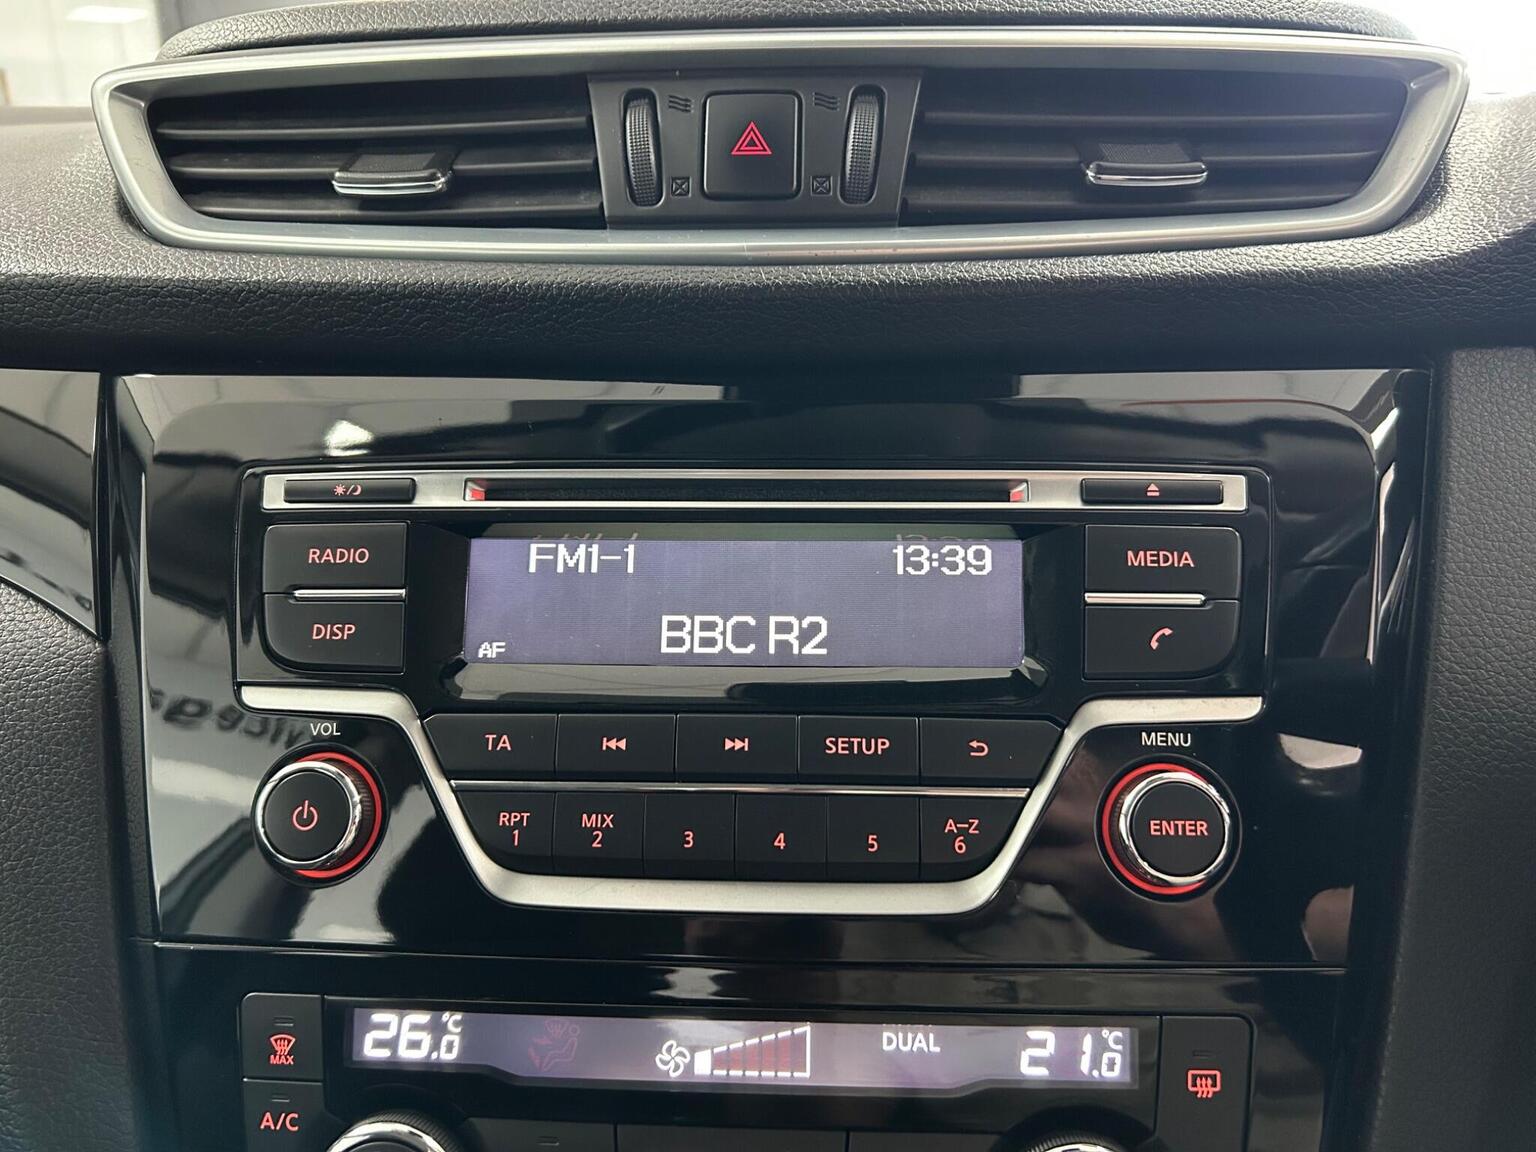 RADIO
DISP
FM1-1 13:39
BBC R2
AF
MEDIA
VOL
TA
SETUP
MENU
RPT
1
MIX
2
3
4
5
A-Z
6
ENTER
MAX
A/C
26.0 °C
DUAL
21.0 °C